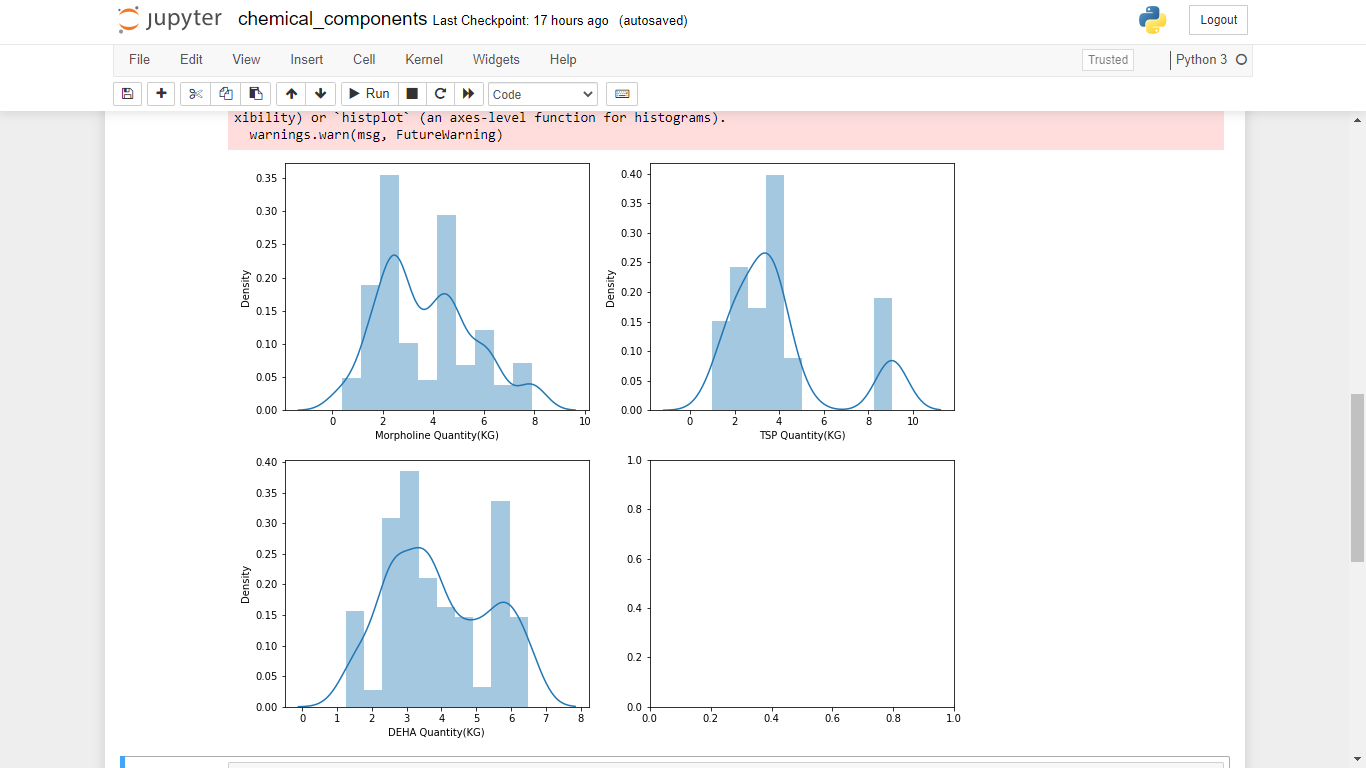 jupyter chemical_components Last Checkpoint: 17 hours ago (autosaved)
Logout
File Edit View Insert Cell Kernel Widgets Help
Trusted
Python 3
Run
Code
xibility) or `histplot` (an axes-level function for histograms).
warnings.warn(msg, FutureWarning)
0.35
0.30
0.25
0.20
0.15
0.10
0.05
0.00
Density
0 2 4 6 8 10
Morpholine Quantity(KG)
0.40
0.35
0.30
0.25
0.20
0.15
0.10
0.05
0.00
Density
0 2 4 6 8 10
TSP Quantity(KG)
0.40
0.35
0.30
0.25
0.20
0.15
0.10
0.05
0.00
Density
0 1 2 3 4 5 6 7 8
DEHA Quantity(KG)
1.0
0.8
0.6
0.4
0.2
0.0
0.0 0.2 0.4 0.6 0.8 1.0